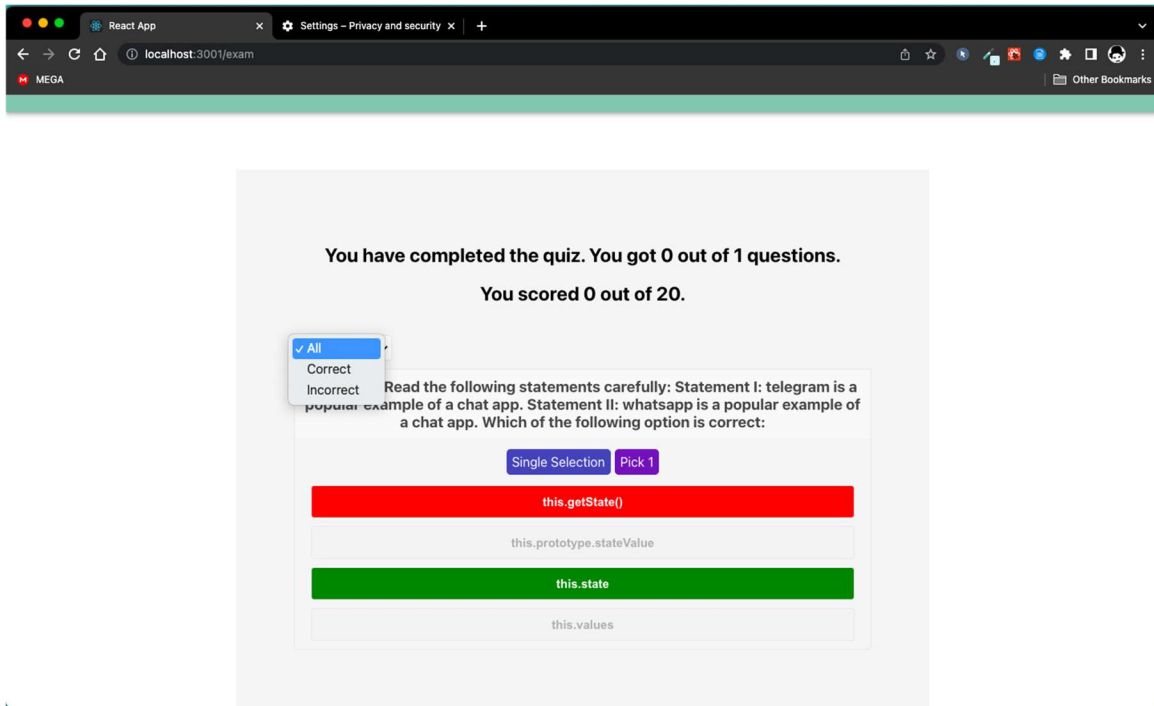 React App
Settings – Privacy and security
localhost:3001/exam
MEGA
Other Bookmarks
You have completed the quiz. You got 0 out of 1 questions.
You scored 0 out of 20.
✓ All
Correct
Incorrect
Read the following statements carefully: Statement I: telegram is a
popular example of a chat app. Statement II: whatsapp is a popular example of
a chat app. Which of the following option is correct:
Single Selection Pick 1
this.getState()
this.prototype.stateValue
this.state
this.values